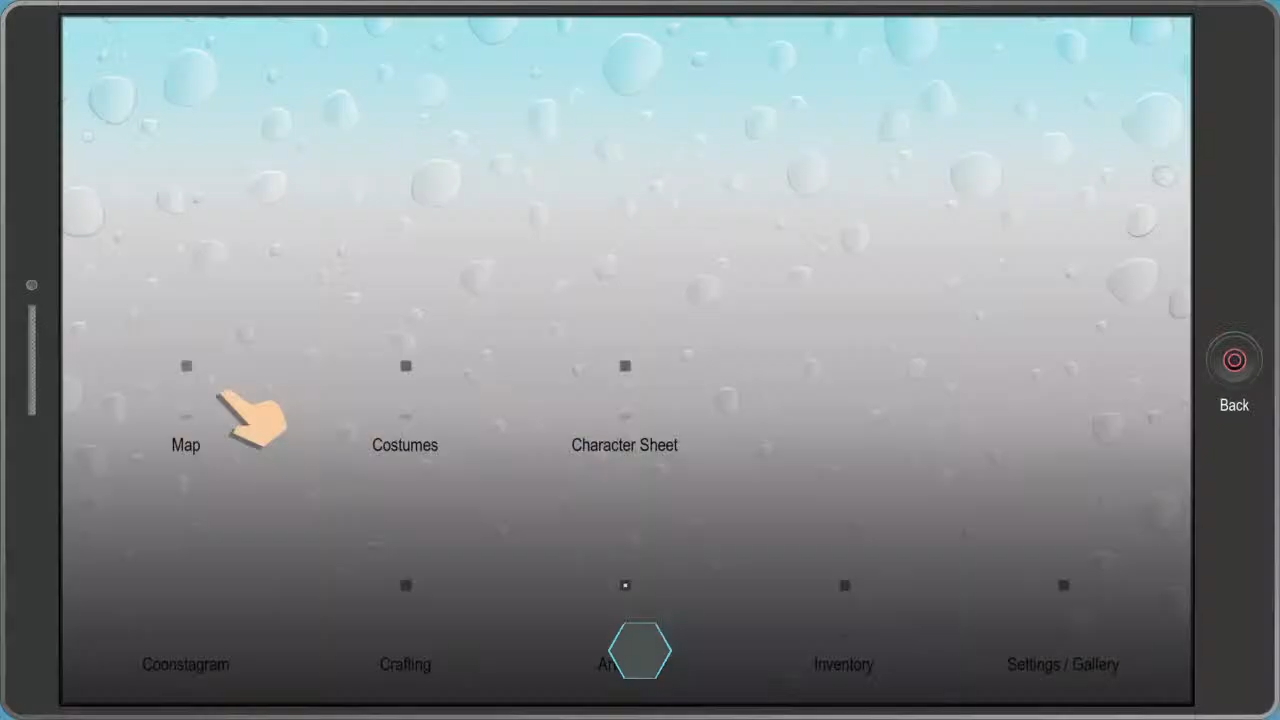 Back
Map
Costumes
Character Sheet
Coonstagram
Crafting
Inventory
Settings / Gallery